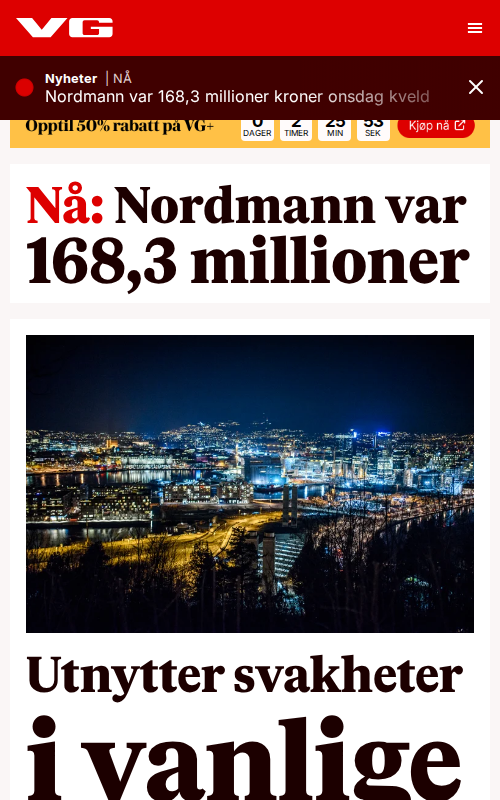 VG
Nyheter | NÅ
Nordmann var 168,3 millioner kroner onsdag kveld
Opptil 50% rabatt på VG+
0 2 25 53
DAGER TIMER MIN SEK
Kjøp nå
Nå: Nordmann var
168,3 millioner
Utnytter svakheter
i vanlige